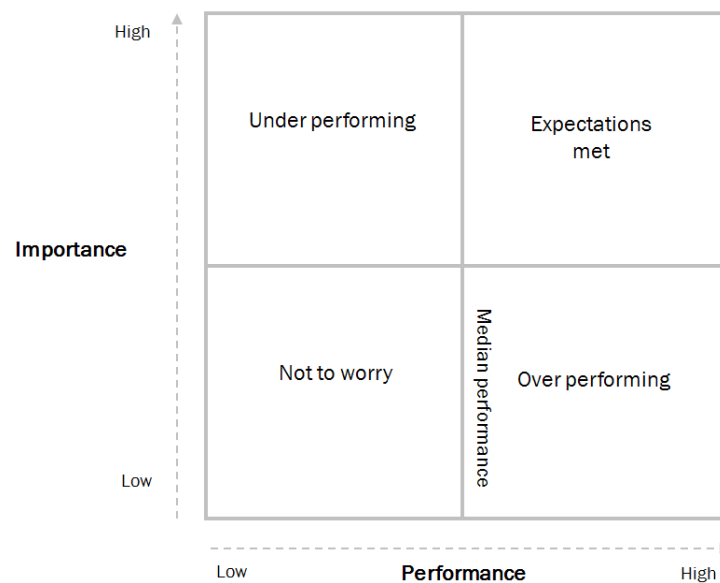 High
Under performing
Expectations
met
Importance
Median performance
Not to worry
Over performing
Low
Low
Performance
High